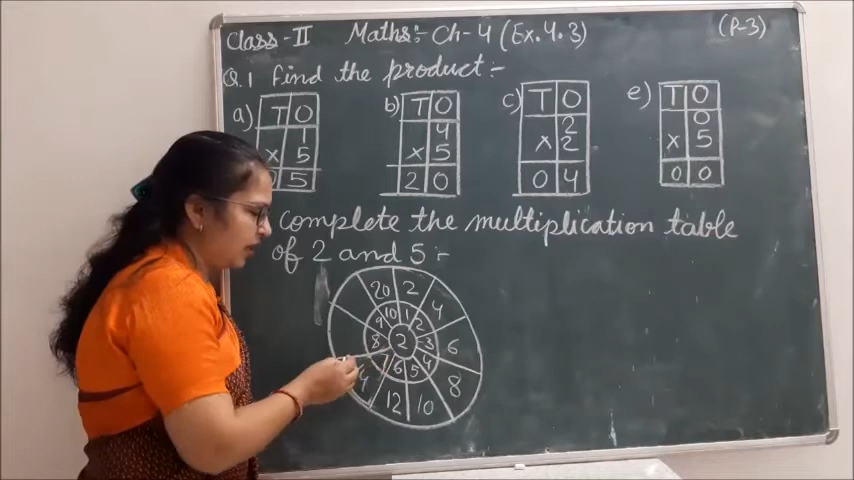 Class-II Maths:- Ch-4 (Ex.4.3) (P-3)
Q.1 find the product:-
a) T O b) T O c) T O e) T O
1 4 2 0
x 5 x 5 x 2 x 5
5 2 0 0 4 0 0
Complete the multiplication table
of 2 and 5:-
20 2
4
10 1
9 2
8 2 3 6
7 4
6 5
4 8
12 10